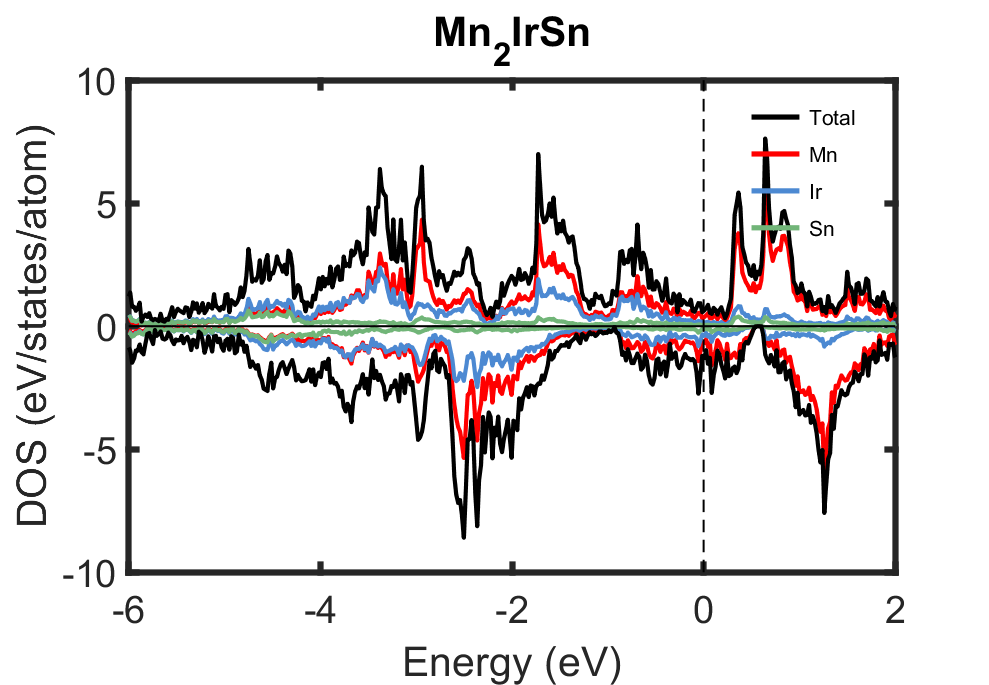 Mn2IrSn
10
5
0
-5
-10
DOS (eV/states/atom)
Total
Mn
Ir
Sn
-6
-4
-2
0
2
Energy (eV)